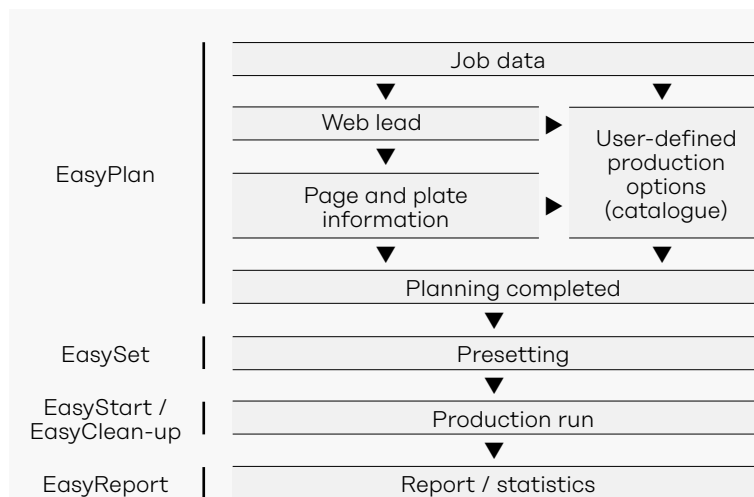 Job data
Web lead
User-defined
production
options
(catalogue)
EasyPlan
Page and plate
information
Planning completed
EasySet
Presetting
EasyStart /
EasyClean-up
Production run
EasyReport
Report / statistics